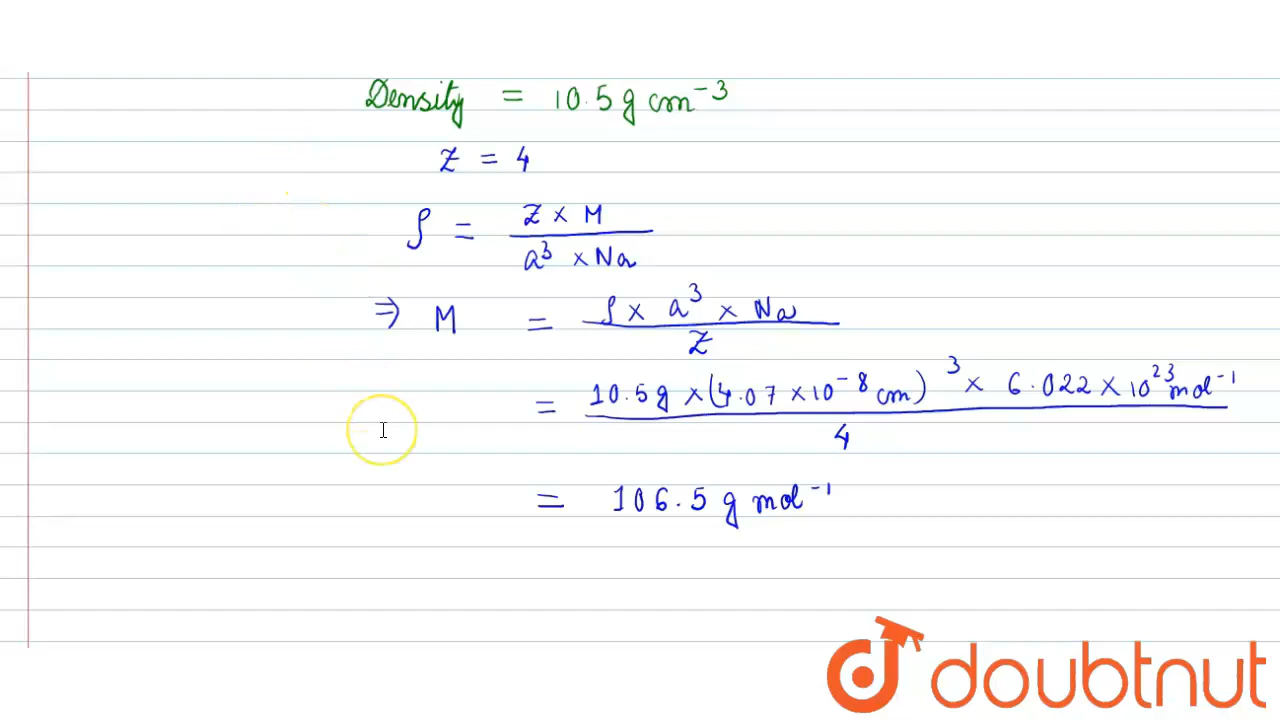 Density = 10.5 g cm⁻³
Z = 4
ρ = Z × M / a³ × Na
⇒ M = ρ × a³ × Na / Z
= 10.5 g × (4.07 × 10⁻⁸ cm)³ × 6.022 × 10²³ mol⁻¹ / 4
= 106.5 g mol⁻¹
doubtnut